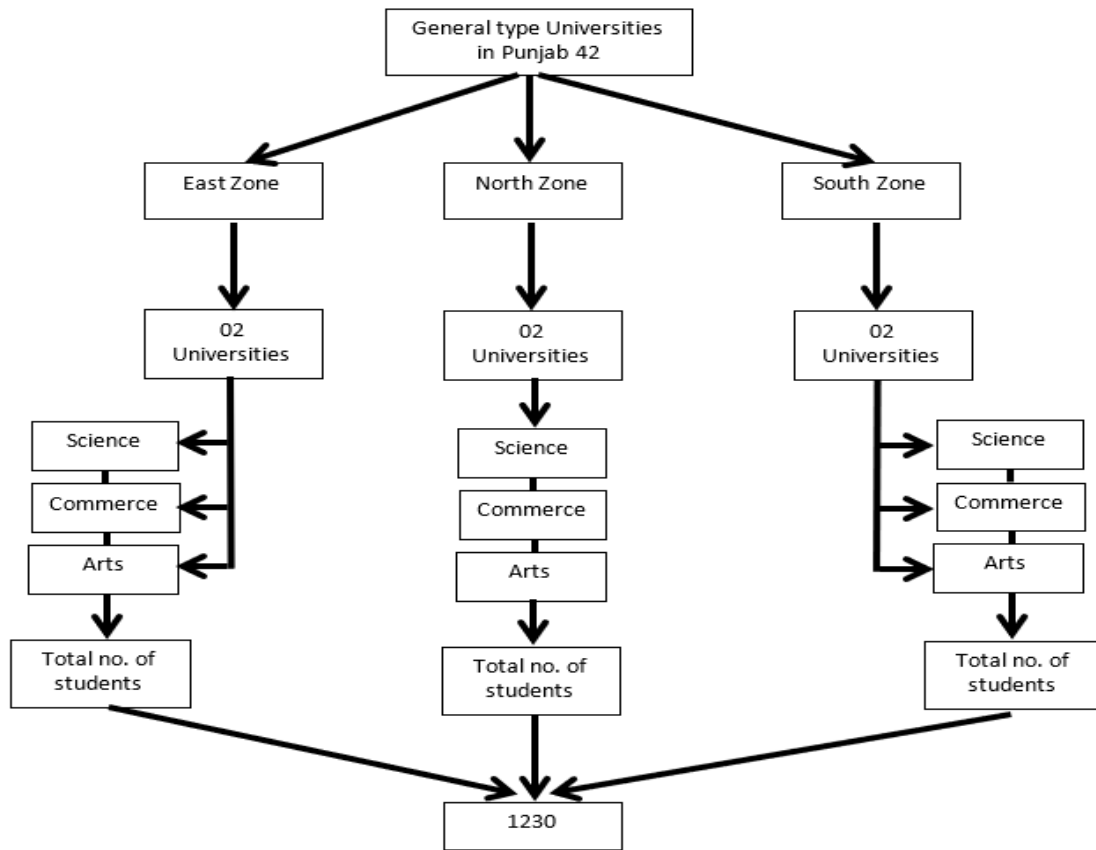 General type Universities
in Punjab 42
East Zone
North Zone
South Zone
02
Universities
02
Universities
02
Universities
Science
Commerce
Arts
Science
Commerce
Arts
Science
Commerce
Arts
Total no. of
students
Total no. of
students
Total no. of
students
1230